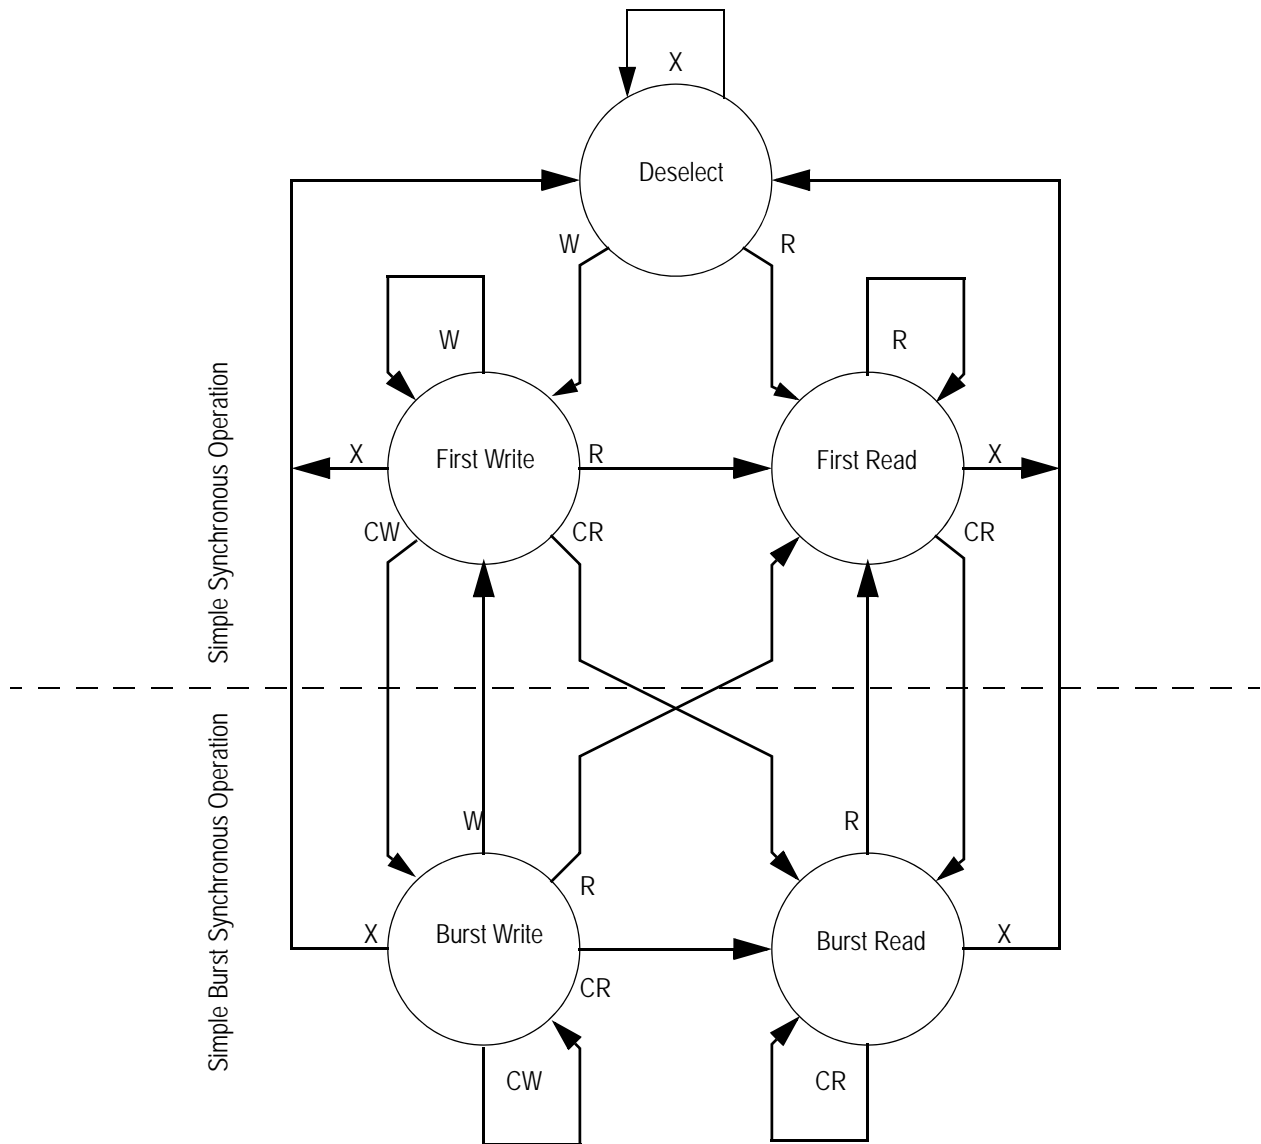 X
Deselect
W
R
W
R
Simple Synchronous Operation
X
First Write
R
First Read
X
CW
CR
CR
Simple Burst Synchronous Operation
W
R
R
X
Burst Write
Burst Read
X
CR
CW
CR